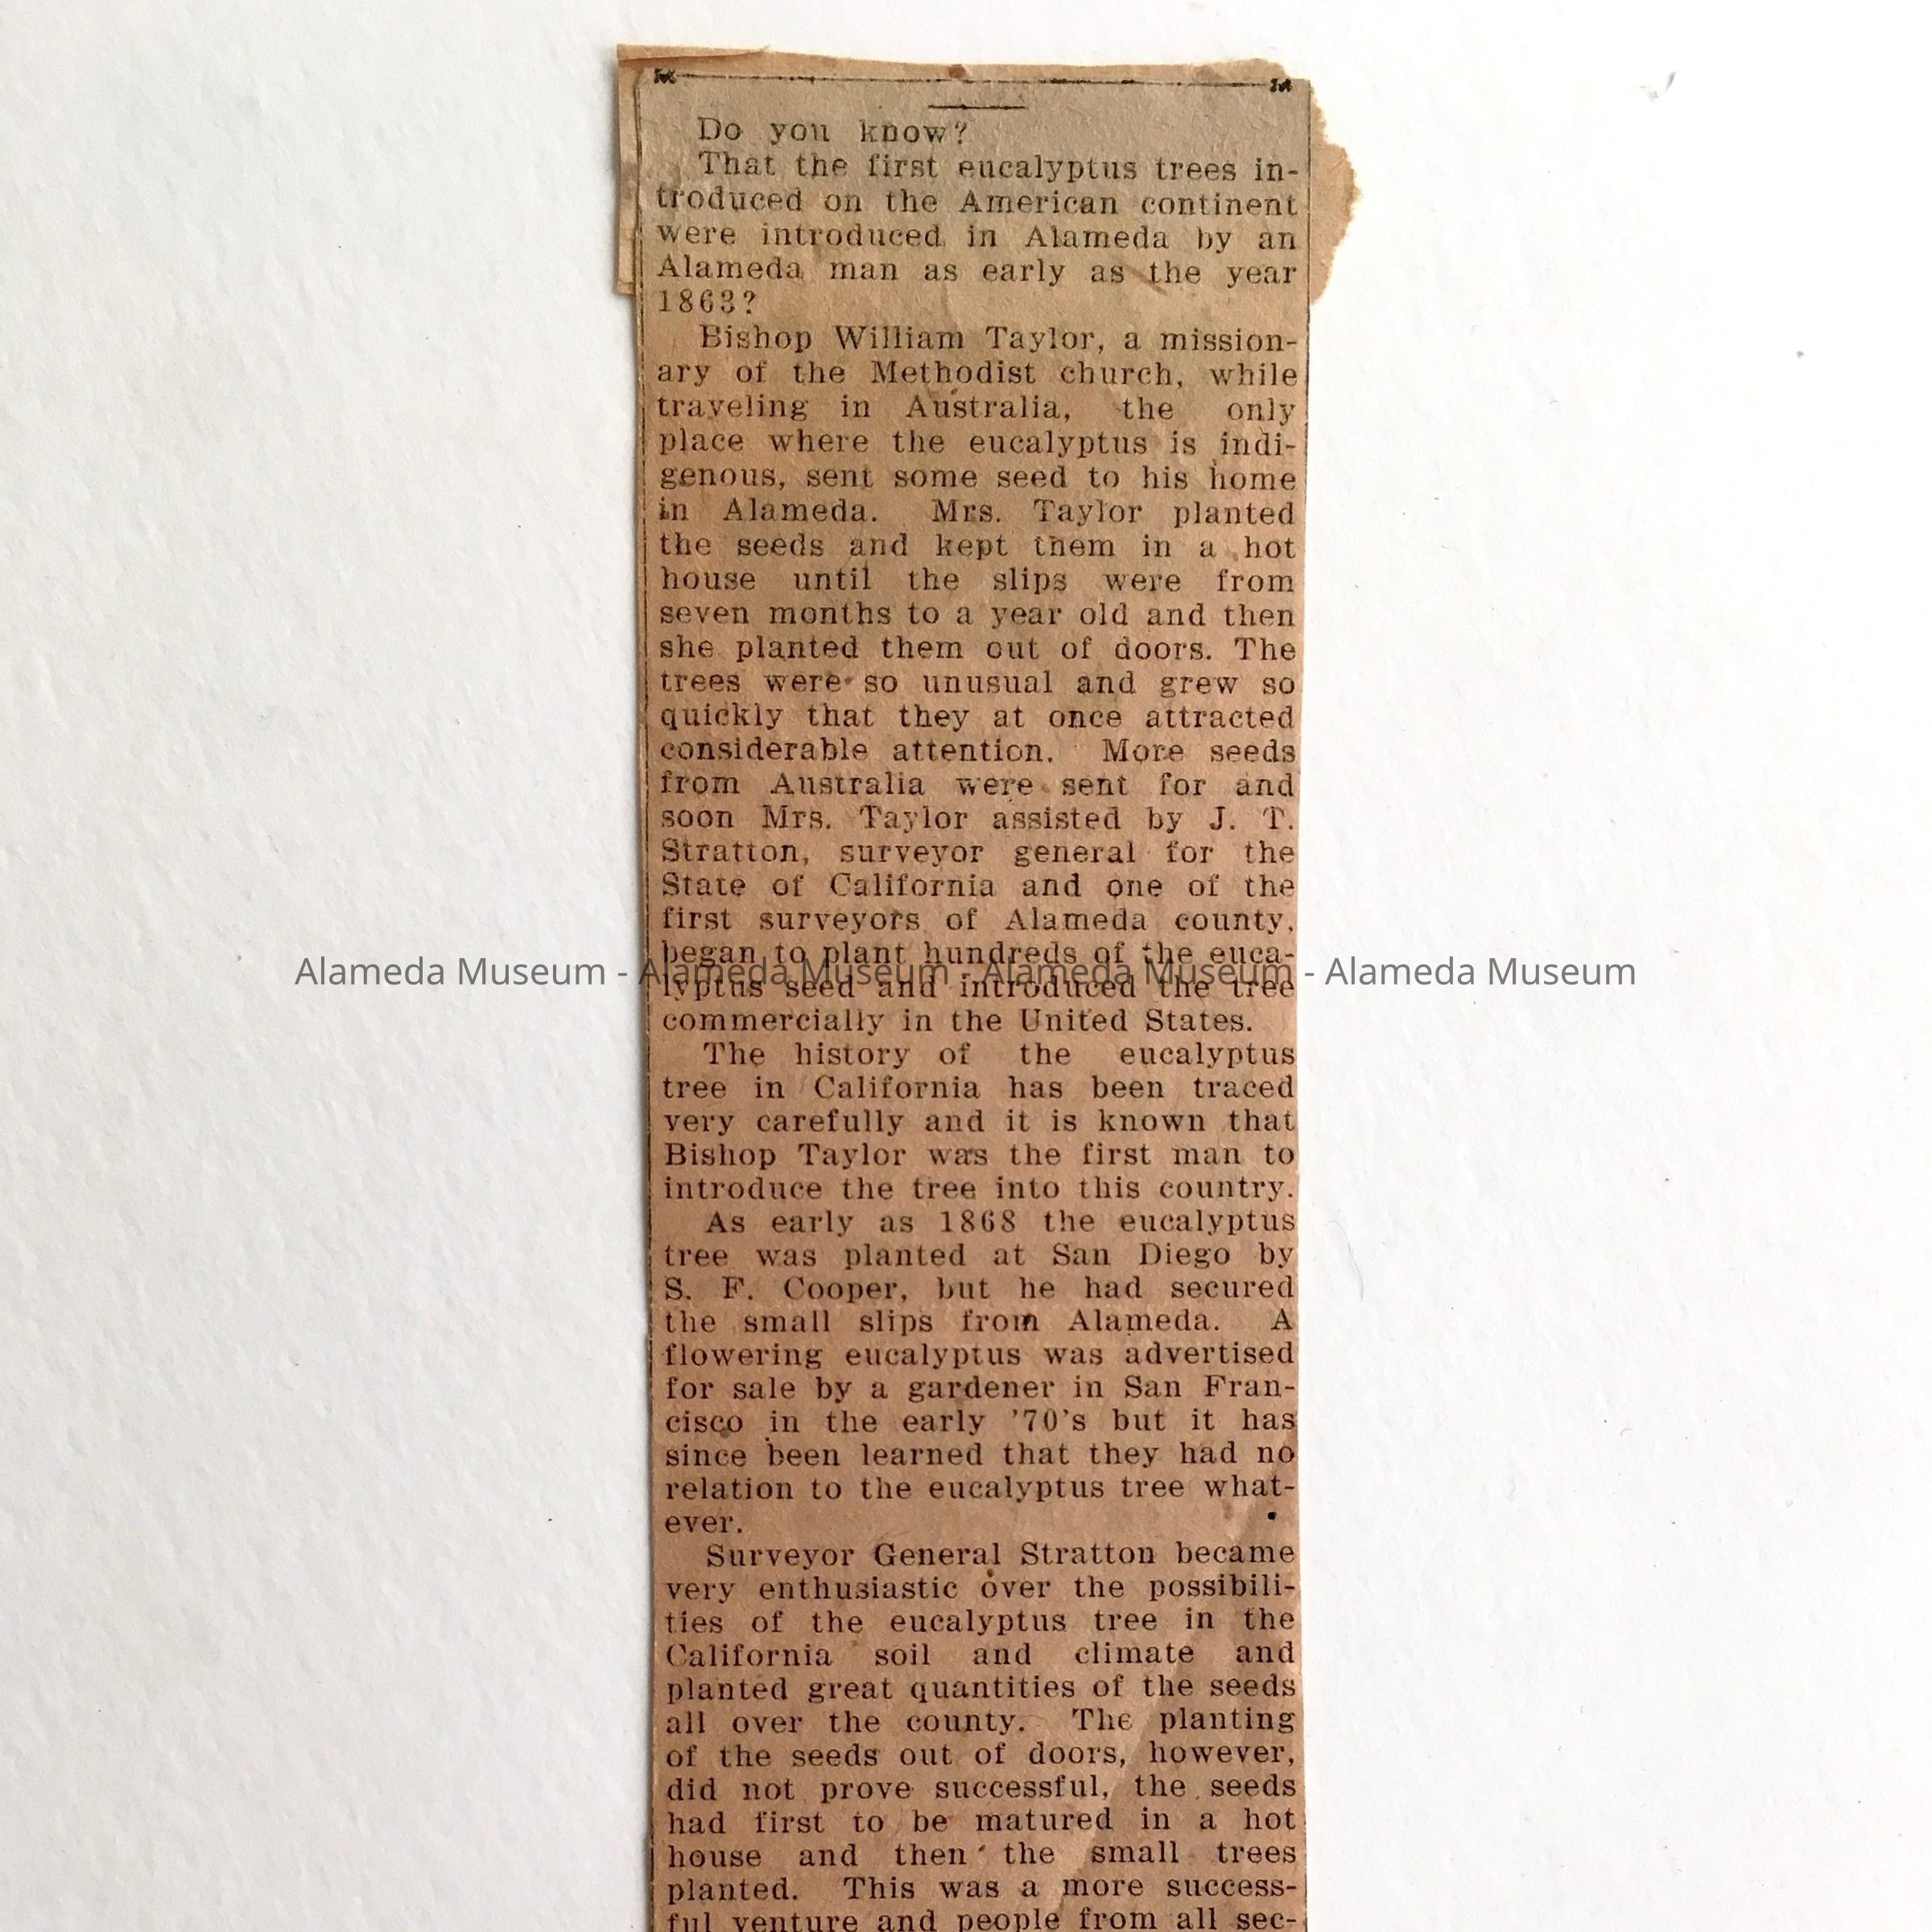 Do you know?
That the first eucalyptus trees in-
troduced on the American continent
were introduced in Alameda by an
Alameda man as early as the year
1863?
Bishop William Taylor, a mission-
ary of the Methodist church, while
traveling in Australia, the only
place where the eucalyptus is indi-
genous, sent some seed to his home
in Alameda. Mrs. Taylor planted
the seeds and kept them in a hot
house until the slips were from
seven months to a year old and then
she planted them out of doors. The
trees were so unusual and grew so
quickly that they at once attracted
considerable attention. More seeds
from Australia were sent for and
soon Mrs. Taylor assisted by J. T.
Stratton, surveyor general for the
State of California and one of the
first surveyors of Alameda county,
began to plant hundreds of the euca-
Alameda Museum - Alameda Museum - Alameda Museum - Alameda Museum
lyptus seed and introduced the tree
commercially in the United States.
The history of the eucalyptus
tree in California has been traced
very carefully and it is known that
Bishop Taylor was the first man to
introduce the tree into this country.
As early as 1868 the eucalyptus
tree was planted at San Diego by
S. F. Cooper, but he had secured
the small slips from Alameda. A
flowering eucalyptus was advertised
for sale by a gardener in San Fran-
cisco in the early '70's but it has
since been learned that they had no
relation to the eucalyptus tree what-
ever.
Surveyor General Stratton became
very enthusiastic over the possibili-
ties of the eucalyptus tree in the
California soil and climate and
planted great quantities of the seeds
all over the county. The planting
of the seeds out of doors, however,
did not prove successful, the seeds
had first to be matured in a hot
house and then the small trees
planted. This was a more success-
ful venture and people from all sec-